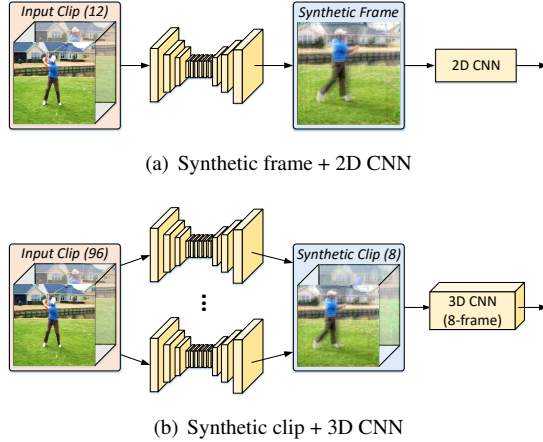 Input Clip (12)
Synthetic Frame
2D CNN
(a) Synthetic frame + 2D CNN
Input Clip (96)
Synthetic Clip (8)
3D CNN
(8-frame)
(b) Synthetic clip + 3D CNN